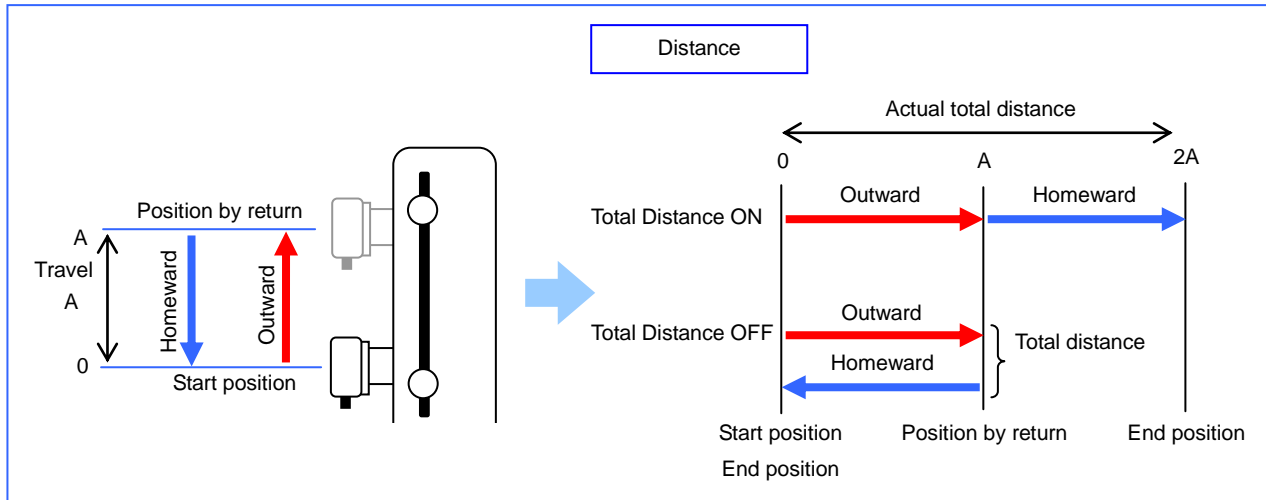 Distance
Position by return
A
Travel
A
0
Homeward
Outward
Start position
Actual total distance
0
A
2A
Total Distance ON
Outward
Homeward
Total Distance OFF
Outward
Homeward
Total distance
Start position
Position by return
End position
End position